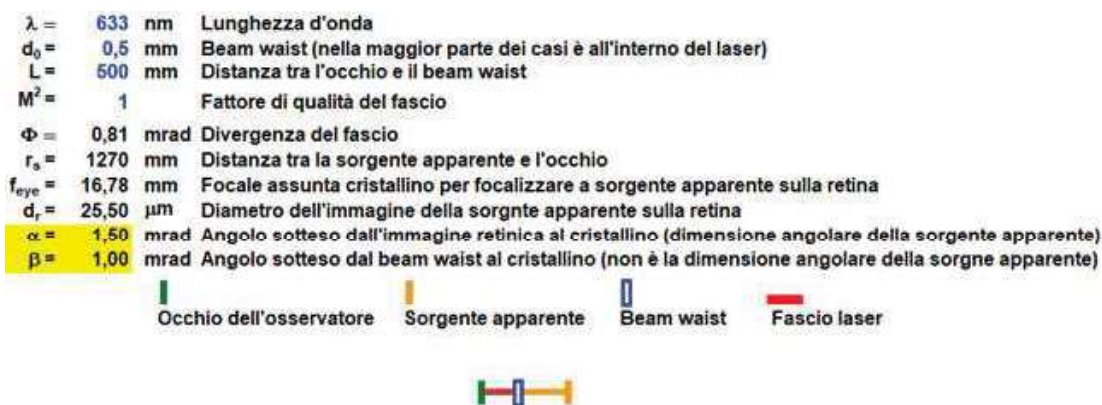 λ = 633 nm Lunghezza d'onda
d₀ = 0,5 mm Beam waist (nella maggior parte dei casi è all'interno del laser)
L = 500 mm Distanza tra l'occhio e il beam waist
M² = 1 Fattore di qualità del fascio
Φ = 0,81 mrad Divergenza del fascio
rₛ = 1270 mm Distanza tra la sorgente apparente e l'occhio
f_eye = 16,78 mm Focale assunta cristallino per focalizzare a sorgente apparente sulla retina
dᵣ = 25,50 μm Diametro dell'immagine della sorgnte apparente sulla retina
α = 1,50 mrad Angolo sotteso dall'immagine retinica al cristallino (dimensione angolare della sorgente apparente)
β = 1,00 mrad Angolo sotteso dal beam waist al cristallino (non è la dimensione angolare della sorgne apparente)
Occhio dell'osservatore Sorgente apparente Beam waist Fascio laser